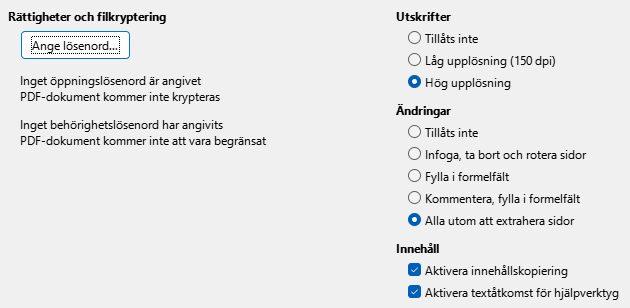 Rättigheter och filkryptering
Ange lösenord...
Inget öppningslösenord är angivet
PDF-dokument kommer inte krypteras
Inget behörighetslösenord har angivits
PDF-dokument kommer inte att vara begränsat
Utskrifter
Tillåts inte
Låg upplösning (150 dpi)
Hög upplösning
Ändringar
Tillåts inte
Infoga, ta bort och rotera sidor
Fylla i formelfält
Kommentera, fylla i formelfält
Alla utom att extrahera sidor
Innehåll
Aktivera innehållskopiering
Aktivera textåtkomst för hjälpverktyg